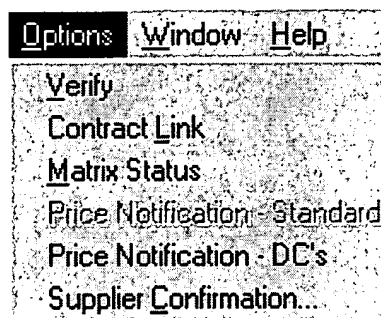 Options Window Help
Verify
Contract Link
Matrix Status
Price Notification - Standard
Price Notification - DC's
Supplier Confirmation...